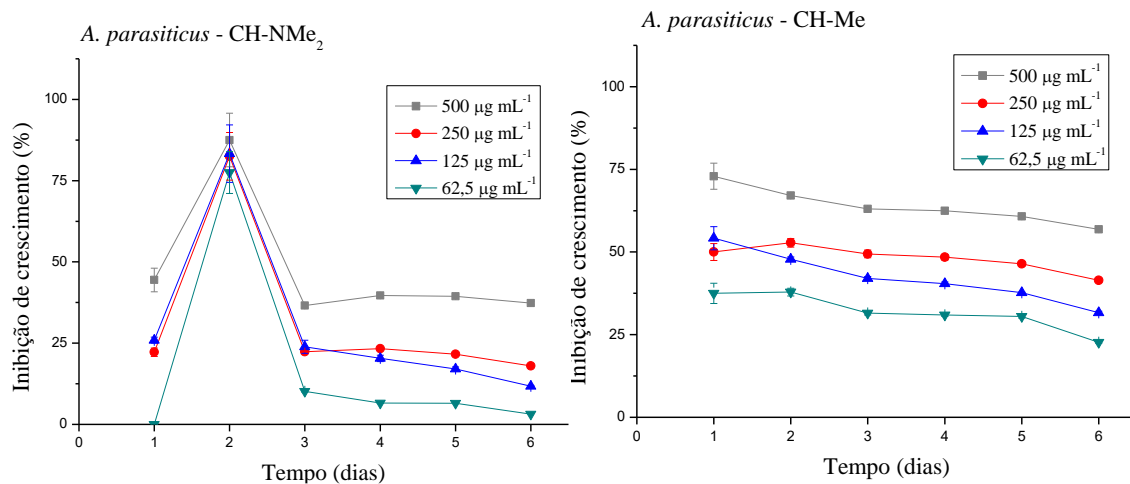 A. parasiticus - CH-NMe₂
500 µg mL⁻¹
250 µg mL⁻¹
125 µg mL⁻¹
62,5 µg mL⁻¹
Inibição de crescimento (%)
100
75
50
25
0
0 1 2 3 4 5 6
Tempo (dias)
A. parasiticus - CH-Me
500 µg mL⁻¹
250 µg mL⁻¹
125 µg mL⁻¹
62,5 µg mL⁻¹
Inibição de crescimento (%)
100
75
50
25
0
0 1 2 3 4 5 6
Tempo (dias)